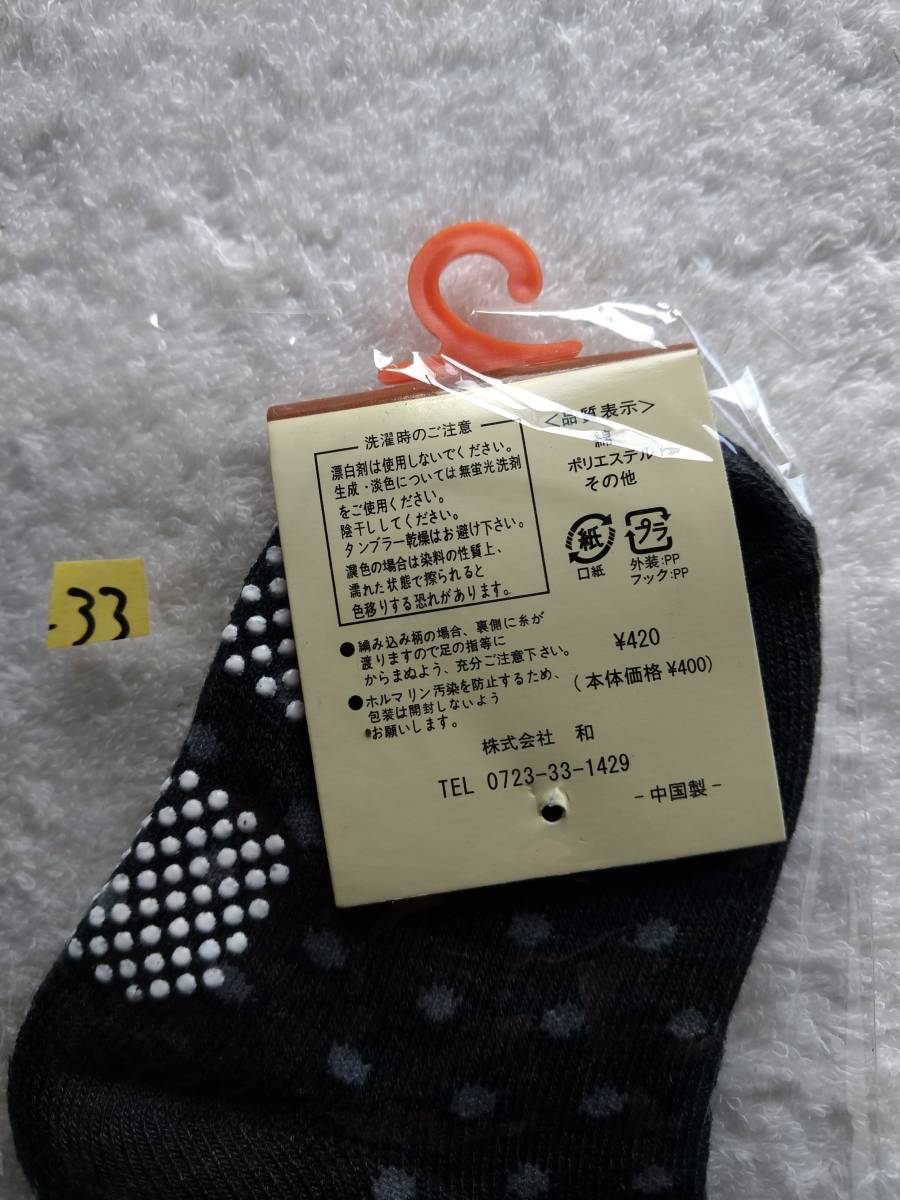 洗濯時のご注意
漂白剤は使用しないでください。
生成・淡色については無蛍光洗剤
をご使用ください。
陰干ししてください。
タンブラー乾燥はお避け下さい。
濃色の場合は染料の性質上、
濡れた状態で擦られると
色移りする恐れがあります。
●編み込み柄の場合、裏側に糸が
渡りますので足の指等に
からまぬよう、充分ご注意下さい。
●ホルマリン汚染を防止するため、
包装は開封しないよう
お願いします。
<品質表示>
綿
ポリエステル
その他
紙
口紙
プラ
外装:PP
フック:PP
¥420
(本体価格¥400)
株式会社 和
TEL 0723-33-1429
-中国製-
-33